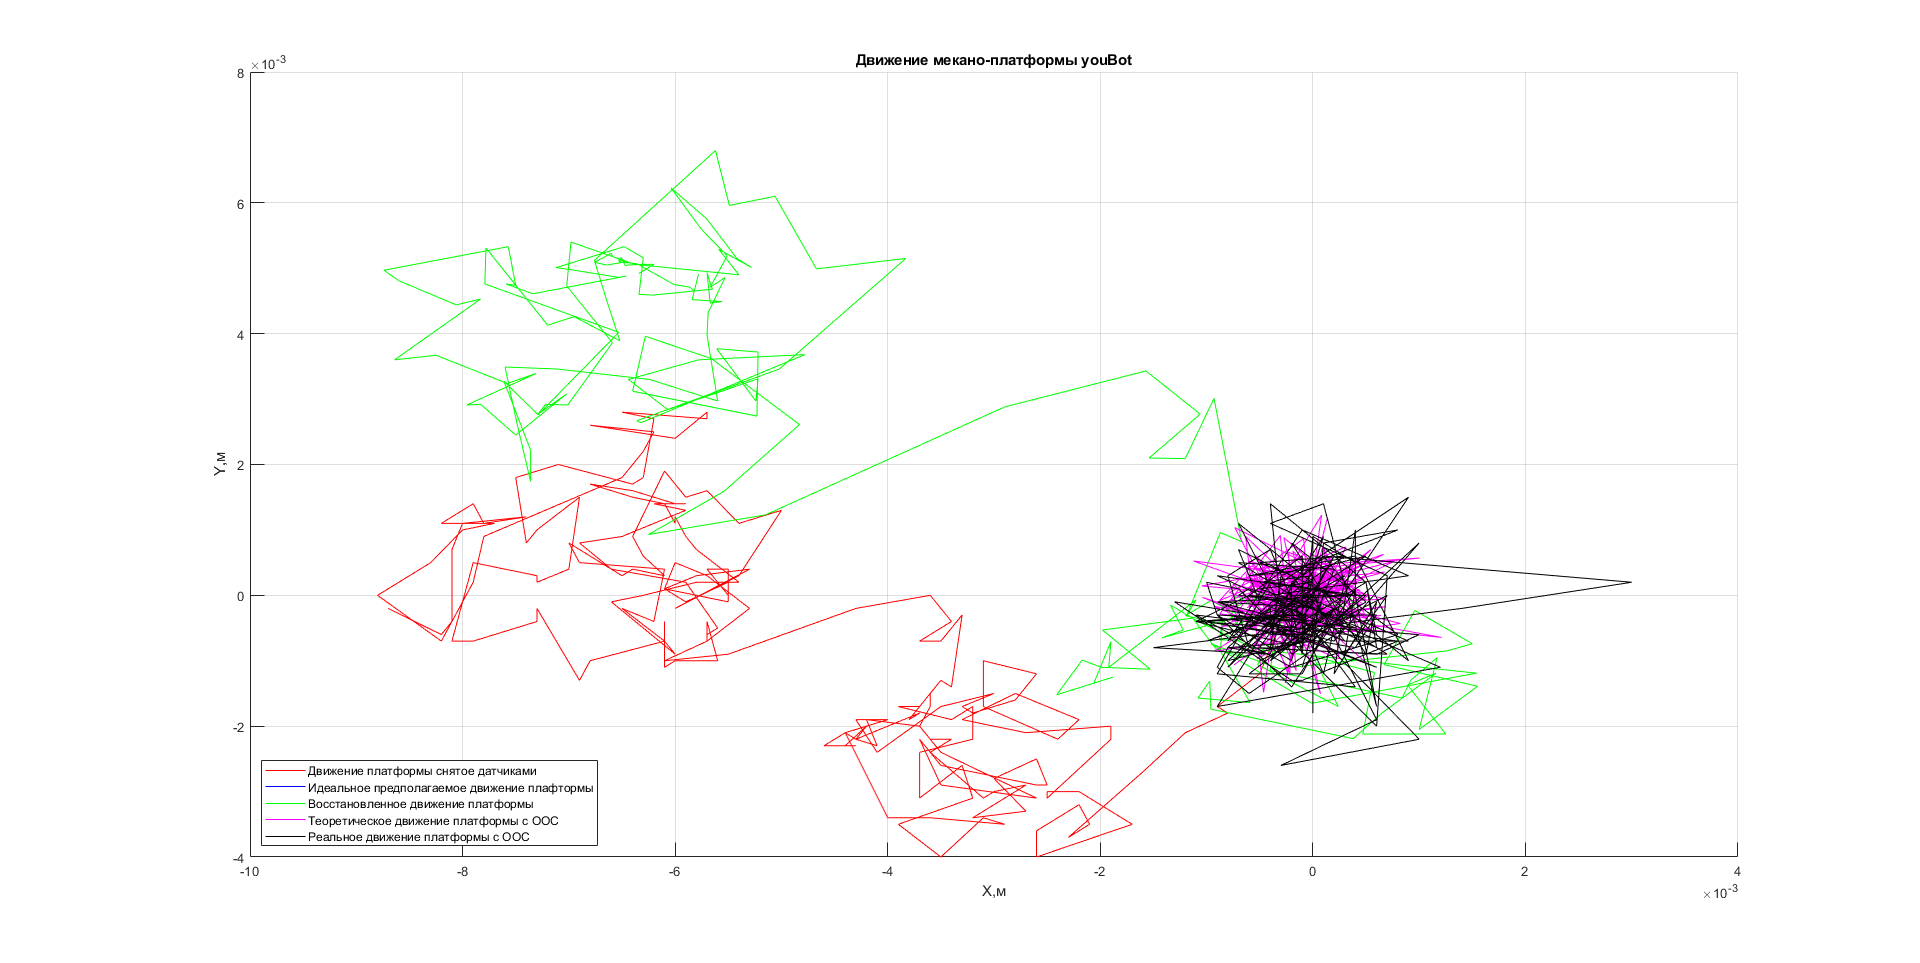 Движение мекано-платформы youBot
×10-3
8
6
4
2
0
-2
-4
Y,м
Движение платформы снятое датчиками
Идеальное предполагаемое движение плафтормы
Восстановленное движение платформы
Теоретическое движение платформы с ООС
Реальное движение платформы с ООС
-10 -8 -6 -4 -2 0 2 4
X,м
×10-3